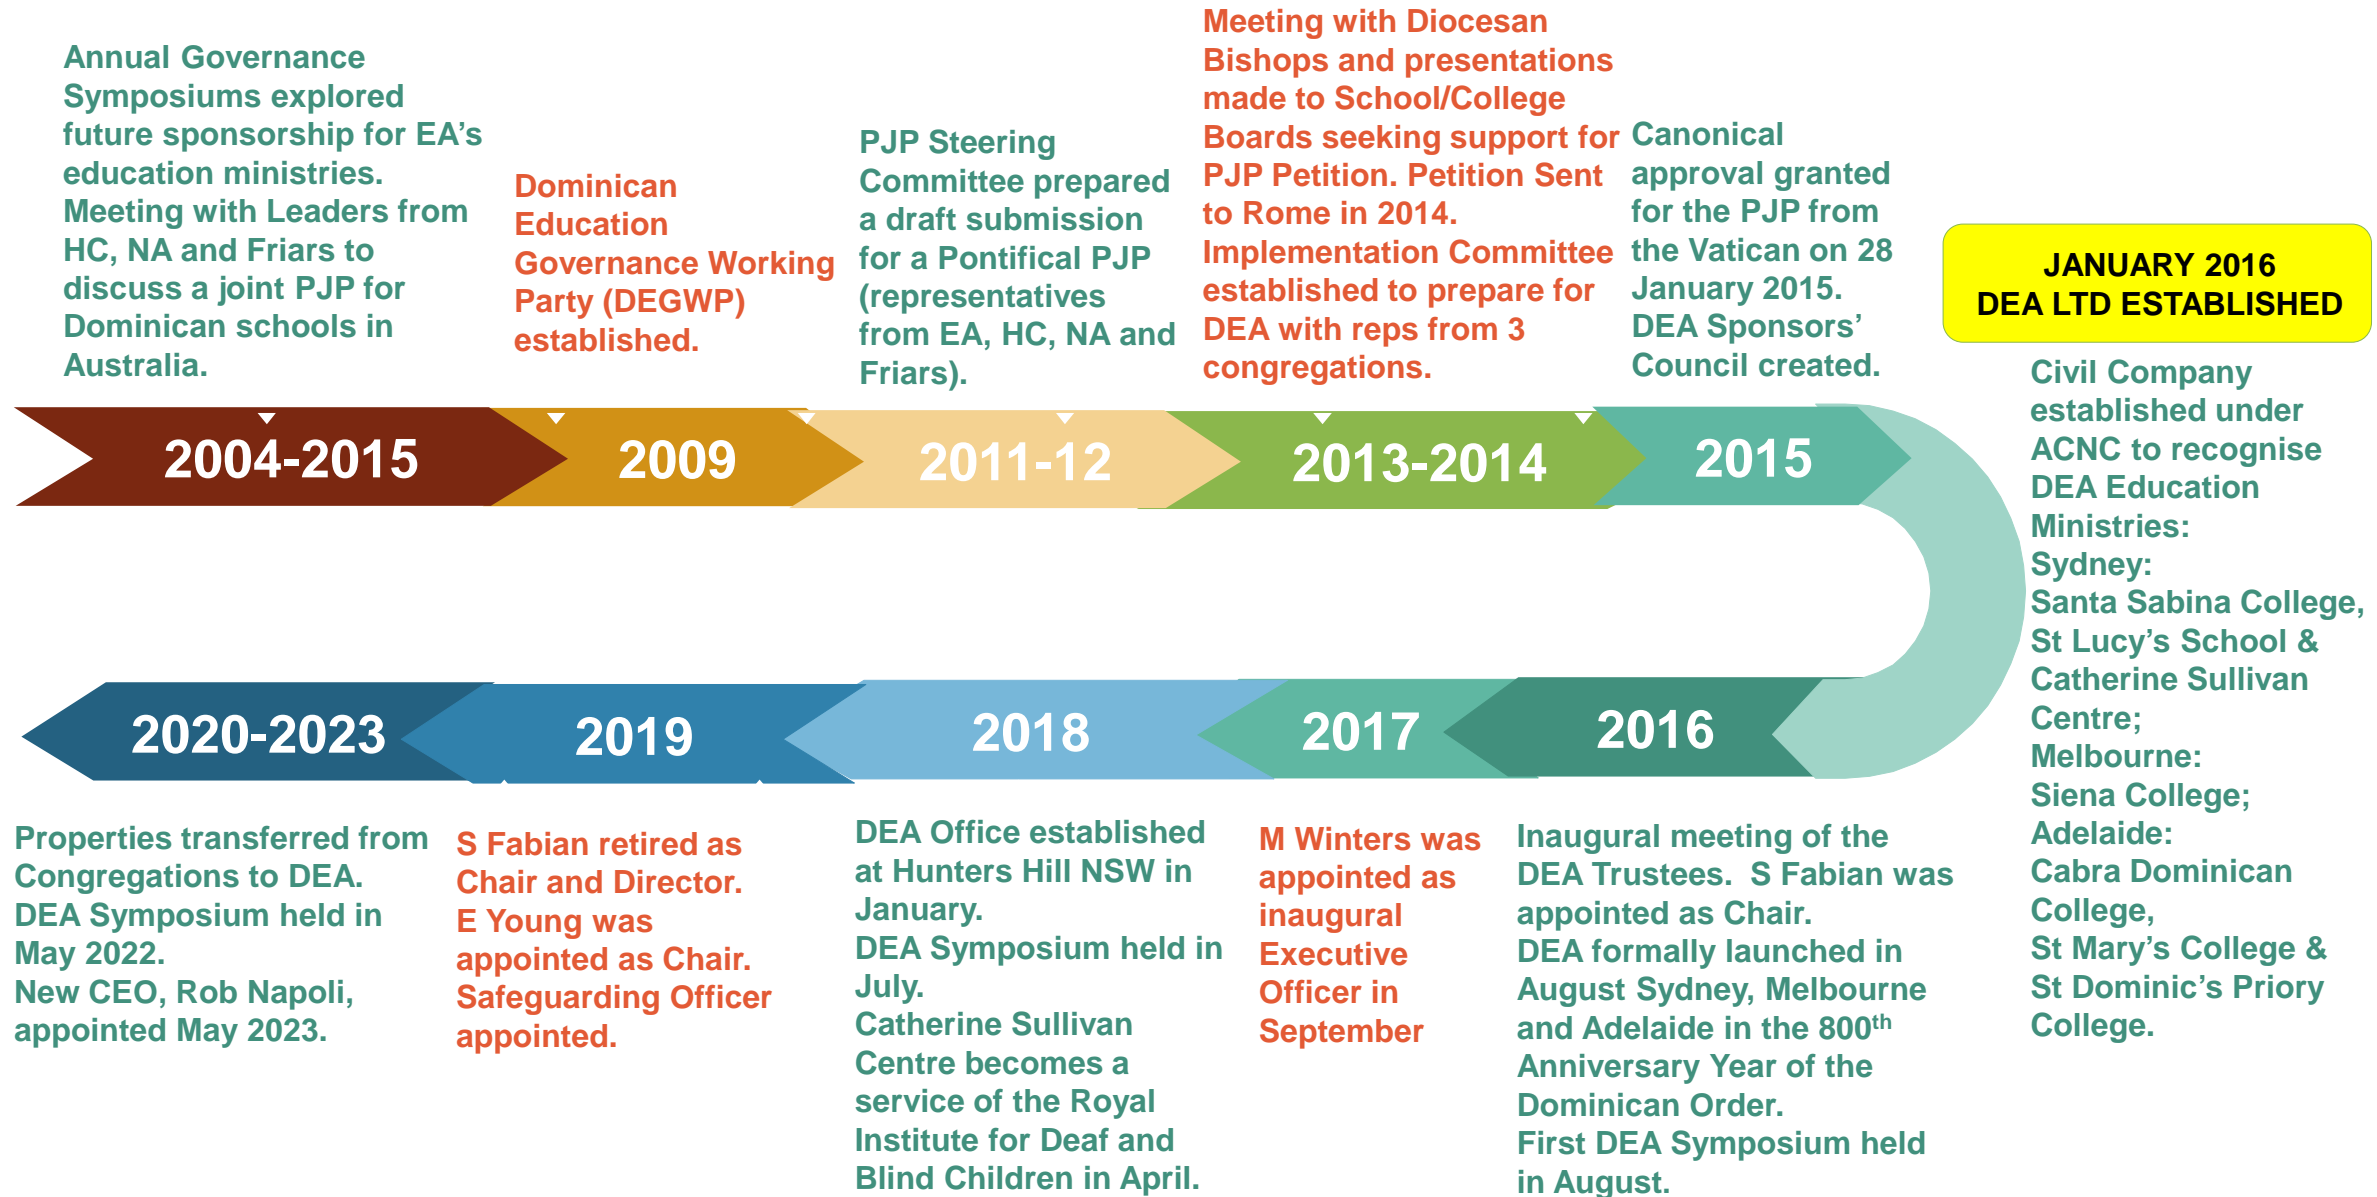 Annual Governance
Symposiums explored
future sponsorship for EA’s
education ministries.
Meeting with Leaders from
HC, NA and Friars to
discuss a joint PJP for
Dominican schools in
Australia.
2004-2015
Dominican
Education
Governance Working
Party (DEGWP)
established.
2009
PJP Steering
Committee prepared
a draft submission
for a Pontifical PJP
(representatives
from EA, HC, NA and
Friars).
2011-12
Meeting with Diocesan
Bishops and presentations
made to School/College
Boards seeking support for
PJP Petition. Petition Sent
to Rome in 2014.
Implementation Committee
established to prepare for
DEA with reps from 3
congregations.
2013-2014
Canonical
approval granted
for the PJP from
the Vatican on 28
January 2015.
DEA Sponsors’
Council created.
2015
JANUARY 2016
DEA LTD ESTABLISHED
Civil Company
established under
ACNC to recognise
DEA Education
Ministries:
Sydney:
Santa Sabina College,
St Lucy’s School &
Catherine Sullivan
Centre;
Melbourne:
Siena College;
Adelaide:
Cabra Dominican
College,
St Mary’s College &
St Dominic’s Priory
College.
2016
Inaugural meeting of the
DEA Trustees.  S Fabian was
appointed as Chair.
DEA formally launched in
August Sydney, Melbourne
and Adelaide in the 800th
Anniversary Year of the
Dominican Order.
First DEA Symposium held
in August.
2017
M Winters was
appointed as
inaugural
Executive
Officer in
September
2018
DEA Office established
at Hunters Hill NSW in
January.
DEA Symposium held in
July.
Catherine Sullivan
Centre becomes a
service of the Royal
Institute for Deaf and
Blind Children in April.
2019
S Fabian retired as
Chair and Director.
E Young was
appointed as Chair.
Safeguarding Officer
appointed.
2020-2023
Properties transferred from
Congregations to DEA.
DEA Symposium held in
May 2022.
New CEO, Rob Napoli,
appointed May 2023.